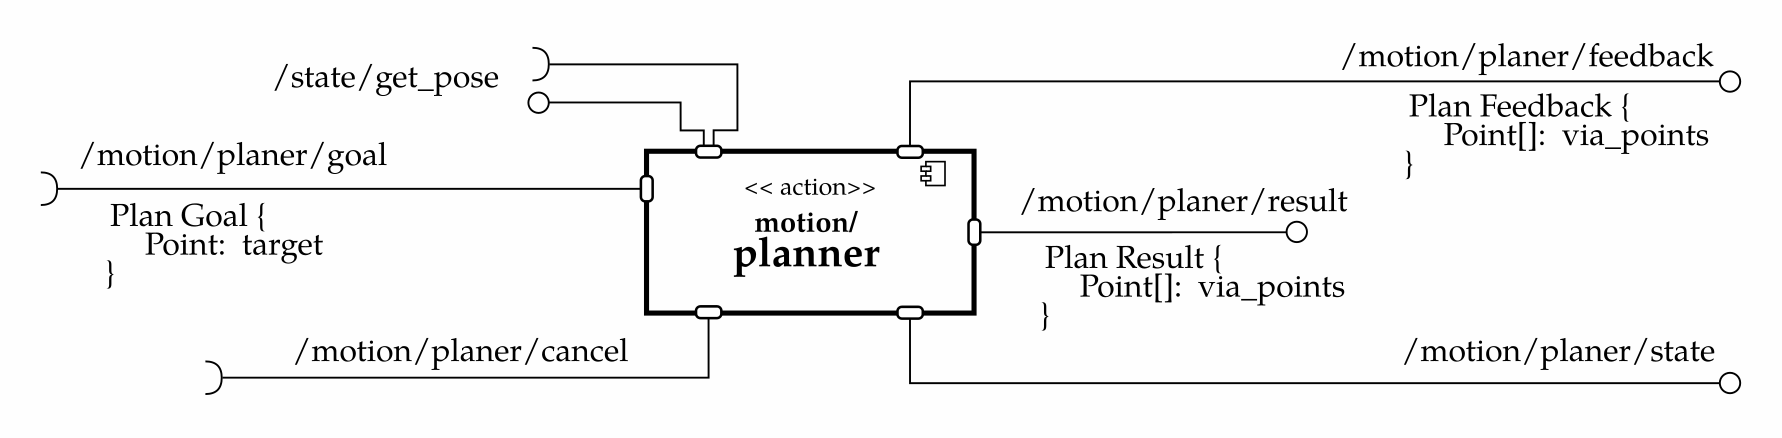 /state/get_pose
/motion/planer/goal
Plan Goal {
Point: target
}
/motion/planer/cancel
<< action>>
motion/
planner
/motion/planer/feedback
Plan Feedback {
Point[]: via_points
}
/motion/planer/result
Plan Result {
Point[]: via_points
}
/motion/planer/state